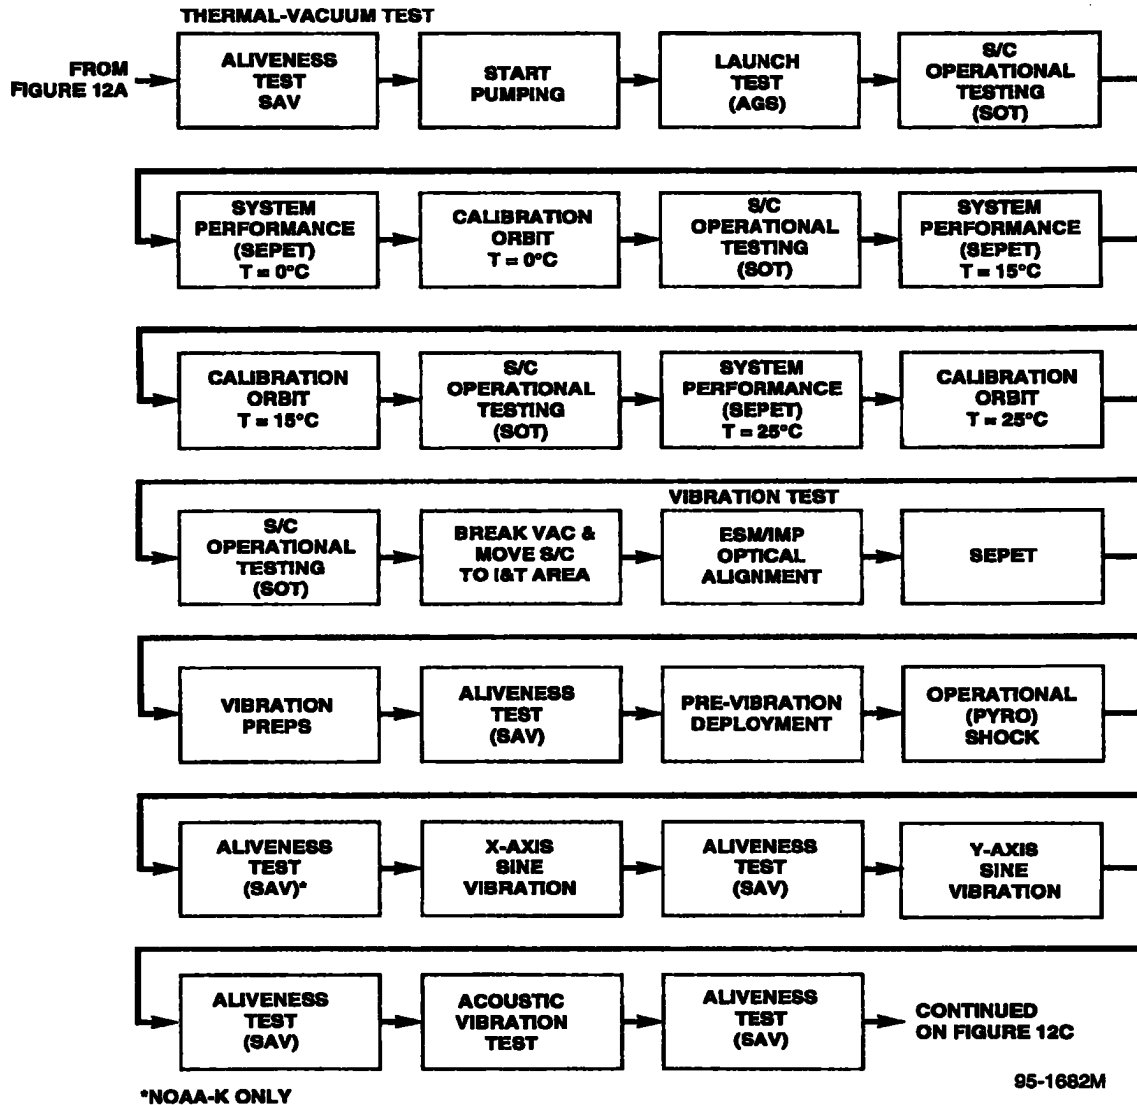 THERMAL-VACUUM TEST
FROM
FIGURE 12A
ALIVENESS
TEST
SAV
START
PUMPING
LAUNCH
TEST
(AGS)
S/C
OPERATIONAL
TESTING
(SOT)
SYSTEM
PERFORMANCE
(SEPET)
T = 0°C
CALIBRATION
ORBIT
T = 0°C
S/C
OPERATIONAL
TESTING
(SOT)
SYSTEM
PERFORMANCE
(SEPET)
T = 15°C
CALIBRATION
ORBIT
T = 15°C
S/C
OPERATIONAL
TESTING
(SOT)
SYSTEM
PERFORMANCE
(SEPET)
T = 25°C
CALIBRATION
ORBIT
T = 25°C
S/C
OPERATIONAL
TESTING
(SOT)
BREAK VAC &
MOVE S/C
TO I&T AREA
VIBRATION TEST
ESM/IMP
OPTICAL
ALIGNMENT
SEPET
VIBRATION
PREPS
ALIVENESS
TEST
(SAV)
PRE-VIBRATION
DEPLOYMENT
OPERATIONAL
(PYRO)
SHOCK
ALIVENESS
TEST
(SAV)*
X-AXIS
SINE
VIBRATION
ALIVENESS
TEST
(SAV)
Y-AXIS
SINE
VIBRATION
ALIVENESS
TEST
(SAV)
ACOUSTIC
VIBRATION
TEST
ALIVENESS
TEST
(SAV)
CONTINUED
ON FIGURE 12C
*NOAA-K ONLY
95-1682M